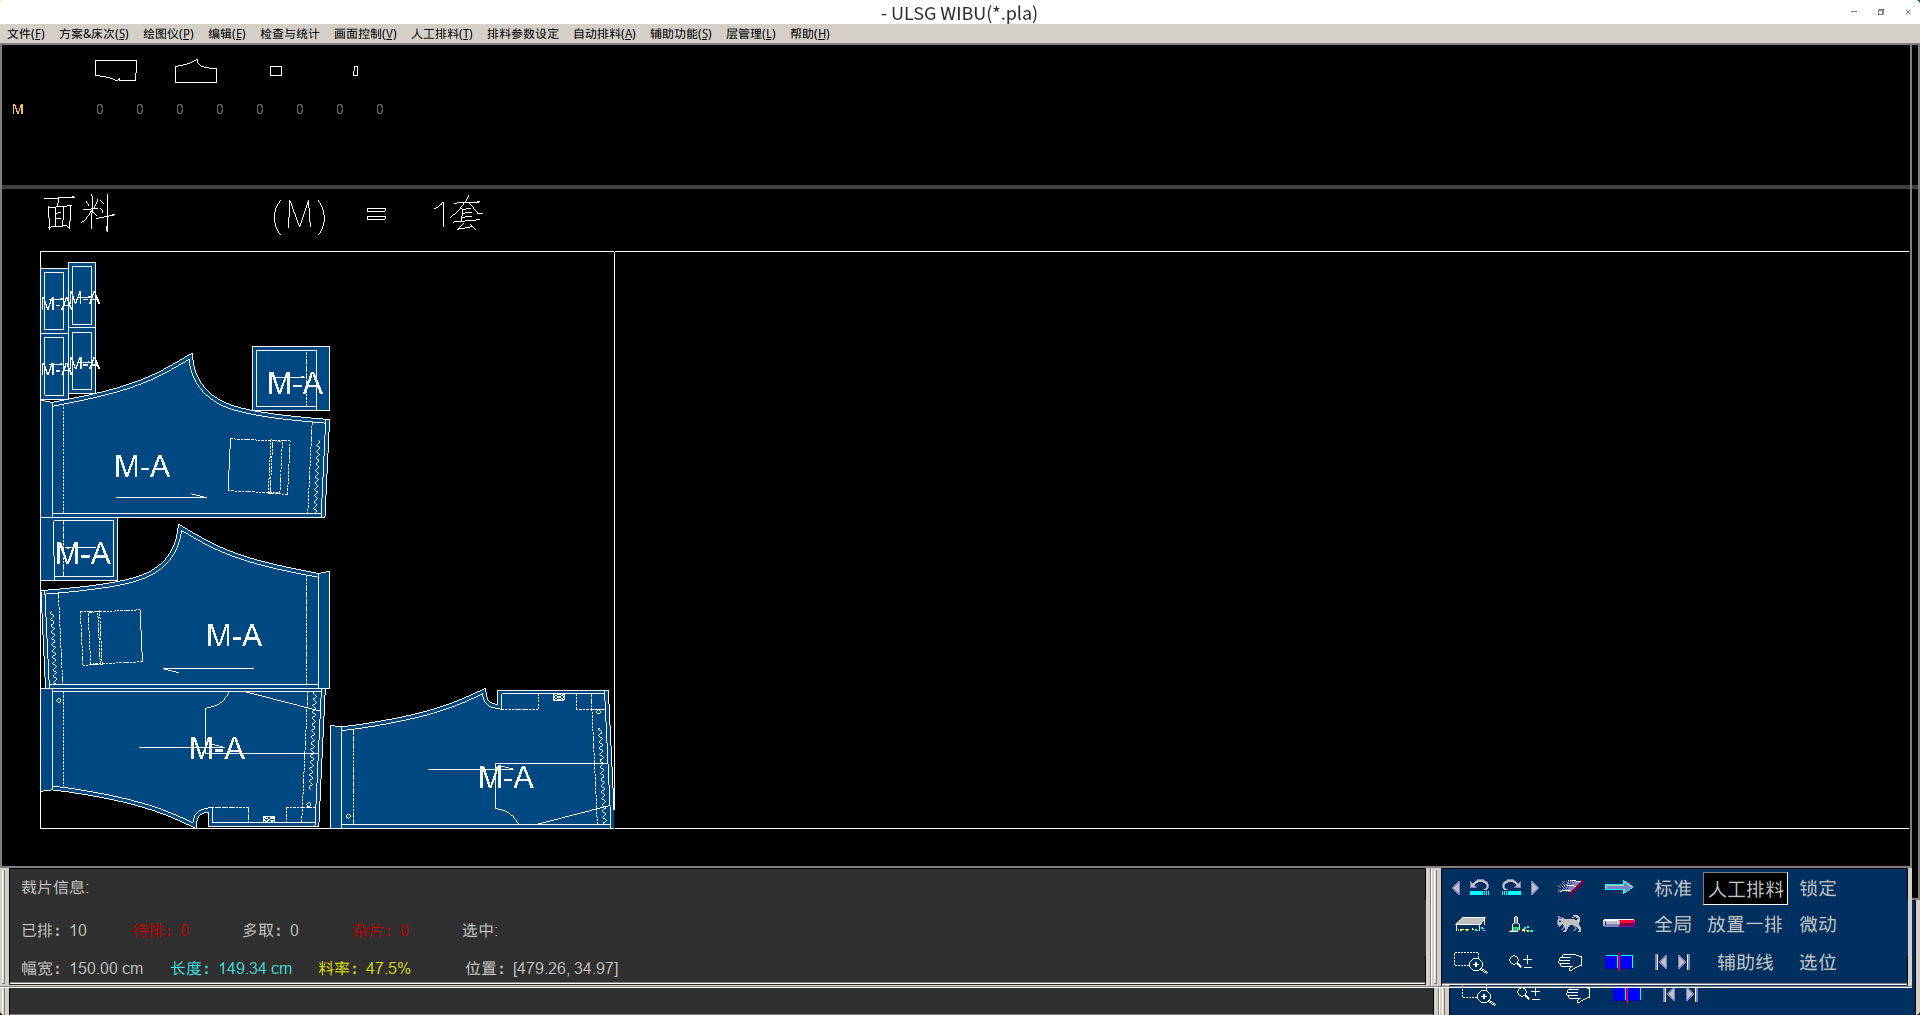 - ULSG WIBU(*.pla)
文件(F) 方案&床次(S) 绘图仪(P) 编辑(E) 检查与统计 画面控制(V) 人工排料(T) 排料参数设定 自动排料(A) 辅助功能(S) 层管理(L) 帮助(H)
M 0 0 0 0 0 0 0 0
面料 (M) = 1套
M-A M-A
M-A M-A
M-A
M-A
M-A
M-A
M-A
M-A
裁片信息:
已排: 10 待排: 0 多取: 0 杂片: 0 选中:
幅宽: 150.00 cm 长度: 149.34 cm 料率: 47.5% 位置: [479.26, 34.97]
标准 人工排料 锁定
全局 放置一排 微动
辅助线 选位